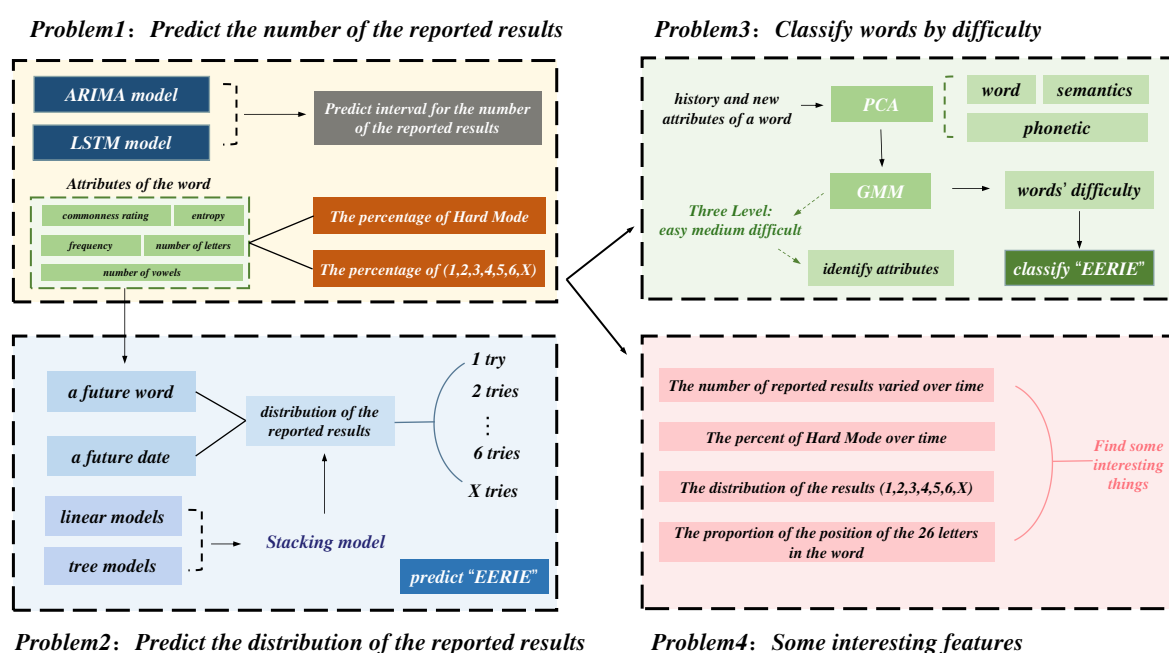 Problem1：Predict the number of the reported results
ARIMA model
LSTM model
Predict interval for the number
of the reported results
Attributes of the word
commonness rating
entropy
frequency
number of letters
number of vowels
The percentage of Hard Mode
The percentage of (1,2,3,4,5,6,X)
Problem3：Classify words by difficulty
history and new
attributes of a word
PCA
word
semantics
phonetic
GMM
words' difficulty
Three Level:
easy medium difficult
identify attributes
classify “EERIE”
a future word
a future date
distribution of the
reported results
1 try
2 tries
⋮
6 tries
X tries
linear models
tree models
Stacking model
predict “EERIE”
Problem2：Predict the distribution of the reported results
The number of reported results varied over time
The percent of Hard Mode over time
The distribution of the results (1,2,3,4,5,6,X)
The proportion of the position of the 26 letters
in the word
Find some
interesting
things
Problem4：Some interesting features